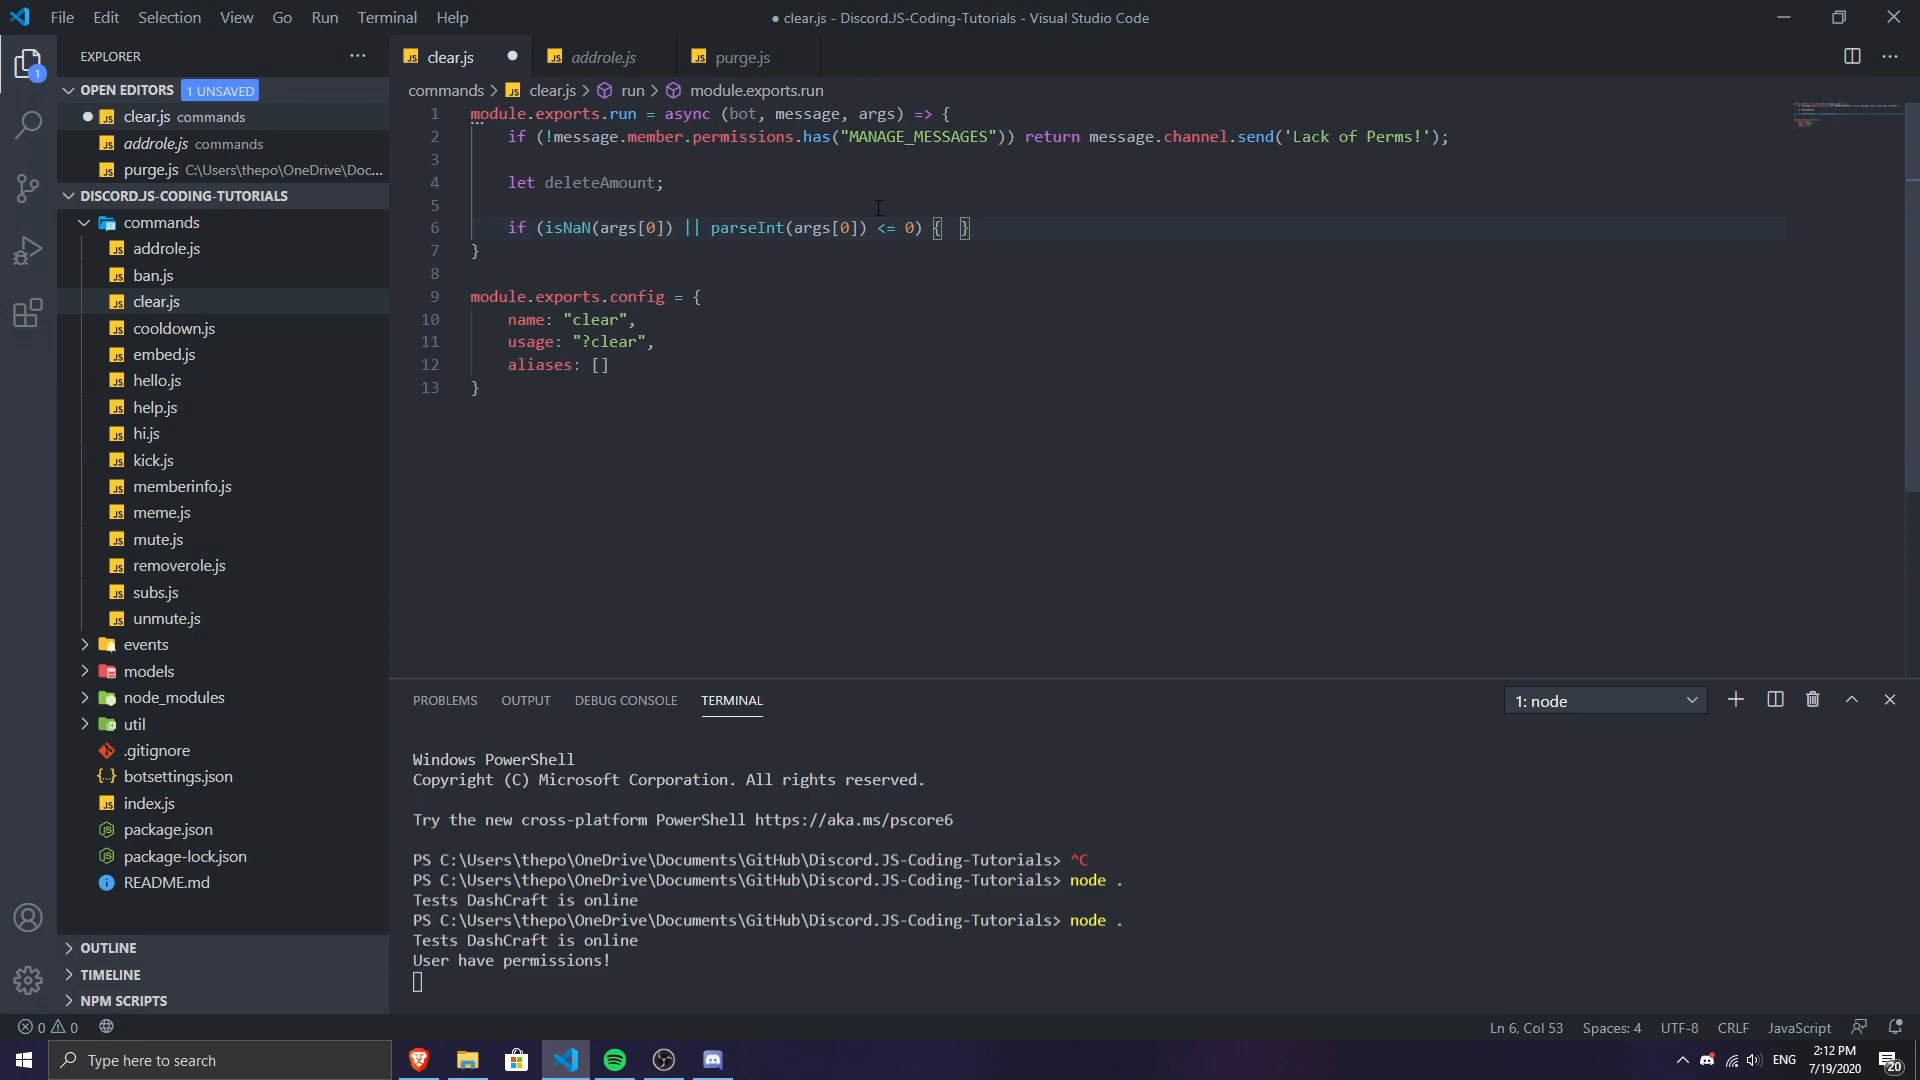 File Edit Selection View Go Run Terminal Help
● clear.js - Discord.JS-Coding-Tutorials - Visual Studio Code
EXPLORER
1
OPEN EDITORS 1 UNSAVED
clear.js commands
addrole.js commands
purge.js C:\Users\thepo\OneDrive\Doc...
DISCORD.JS-CODING-TUTORIALS
commands
addrole.js
ban.js
clear.js
cooldown.js
embed.js
hello.js
help.js
hi.js
kick.js
memberinfo.js
meme.js
mute.js
removerole.js
subs.js
unmute.js
events
models
node_modules
util
.gitignore
botsettings.json
index.js
package.json
package-lock.json
README.md
OUTLINE
TIMELINE
NPM SCRIPTS
clear.js addrole.js purge.js
commands > clear.js > run > module.exports.run
1 module.exports.run = async (bot, message, args) => {
2 if (!message.member.permissions.has("MANAGE_MESSAGES")) return message.channel.send('Lack of Perms!');
3
4 let deleteAmount;
5
6 if (isNaN(args[0]) || parseInt(args[0]) <= 0) {  }
7 }
8
9 module.exports.config = {
10 name: "clear",
11 usage: "?clear",
12 aliases: []
13 }
PROBLEMS OUTPUT DEBUG CONSOLE TERMINAL 1: node
Windows PowerShell
Copyright (C) Microsoft Corporation. All rights reserved.
Try the new cross-platform PowerShell https://aka.ms/pscore6
PS C:\Users\thepo\OneDrive\Documents\GitHub\Discord.JS-Coding-Tutorials> ^C
PS C:\Users\thepo\OneDrive\Documents\GitHub\Discord.JS-Coding-Tutorials> node .
Tests DashCraft is online
PS C:\Users\thepo\OneDrive\Documents\GitHub\Discord.JS-Coding-Tutorials> node .
Tests DashCraft is online
User have permissions!
0 0 Ln 6, Col 53 Spaces: 4 UTF-8 CRLF JavaScript
Type here to search
ENG
2:12 PM
7/19/2020
20